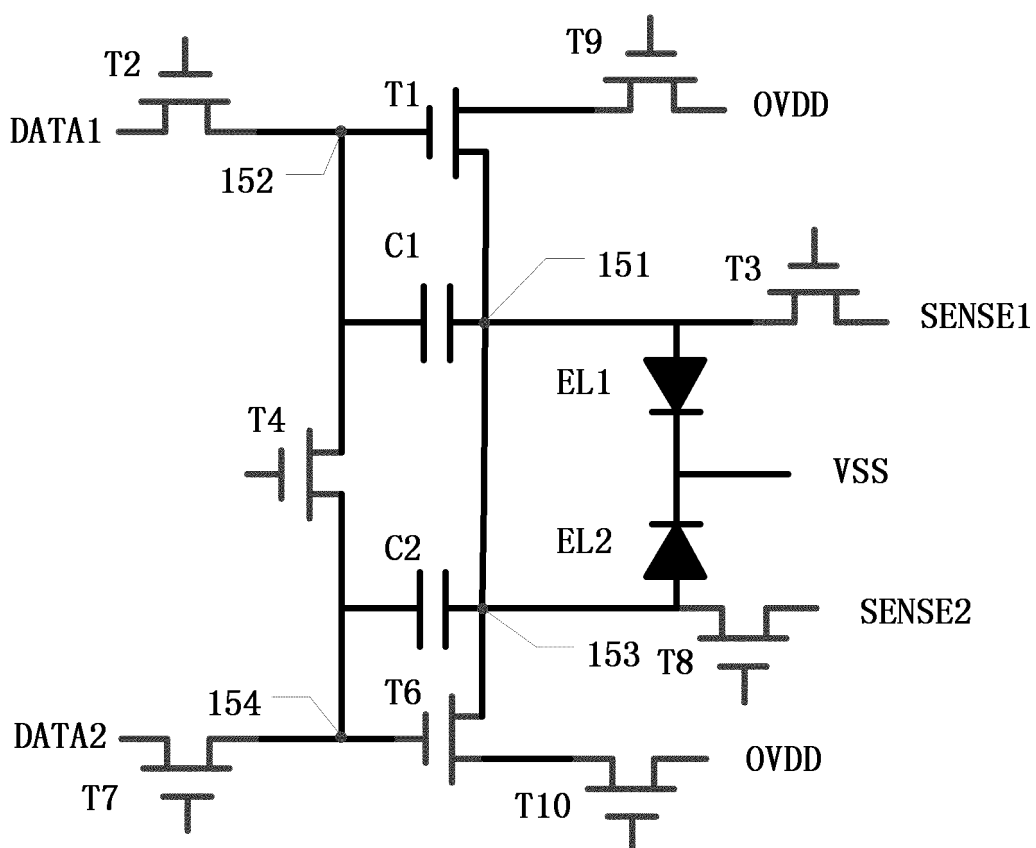 T9
T2
T1
OVDD
DATA1
152
C1
151
T3
SENSE1
EL1
T4
VSS
C2
EL2
SENSE2
153
T8
T6
154
DATA2
OVDD
T7
T10